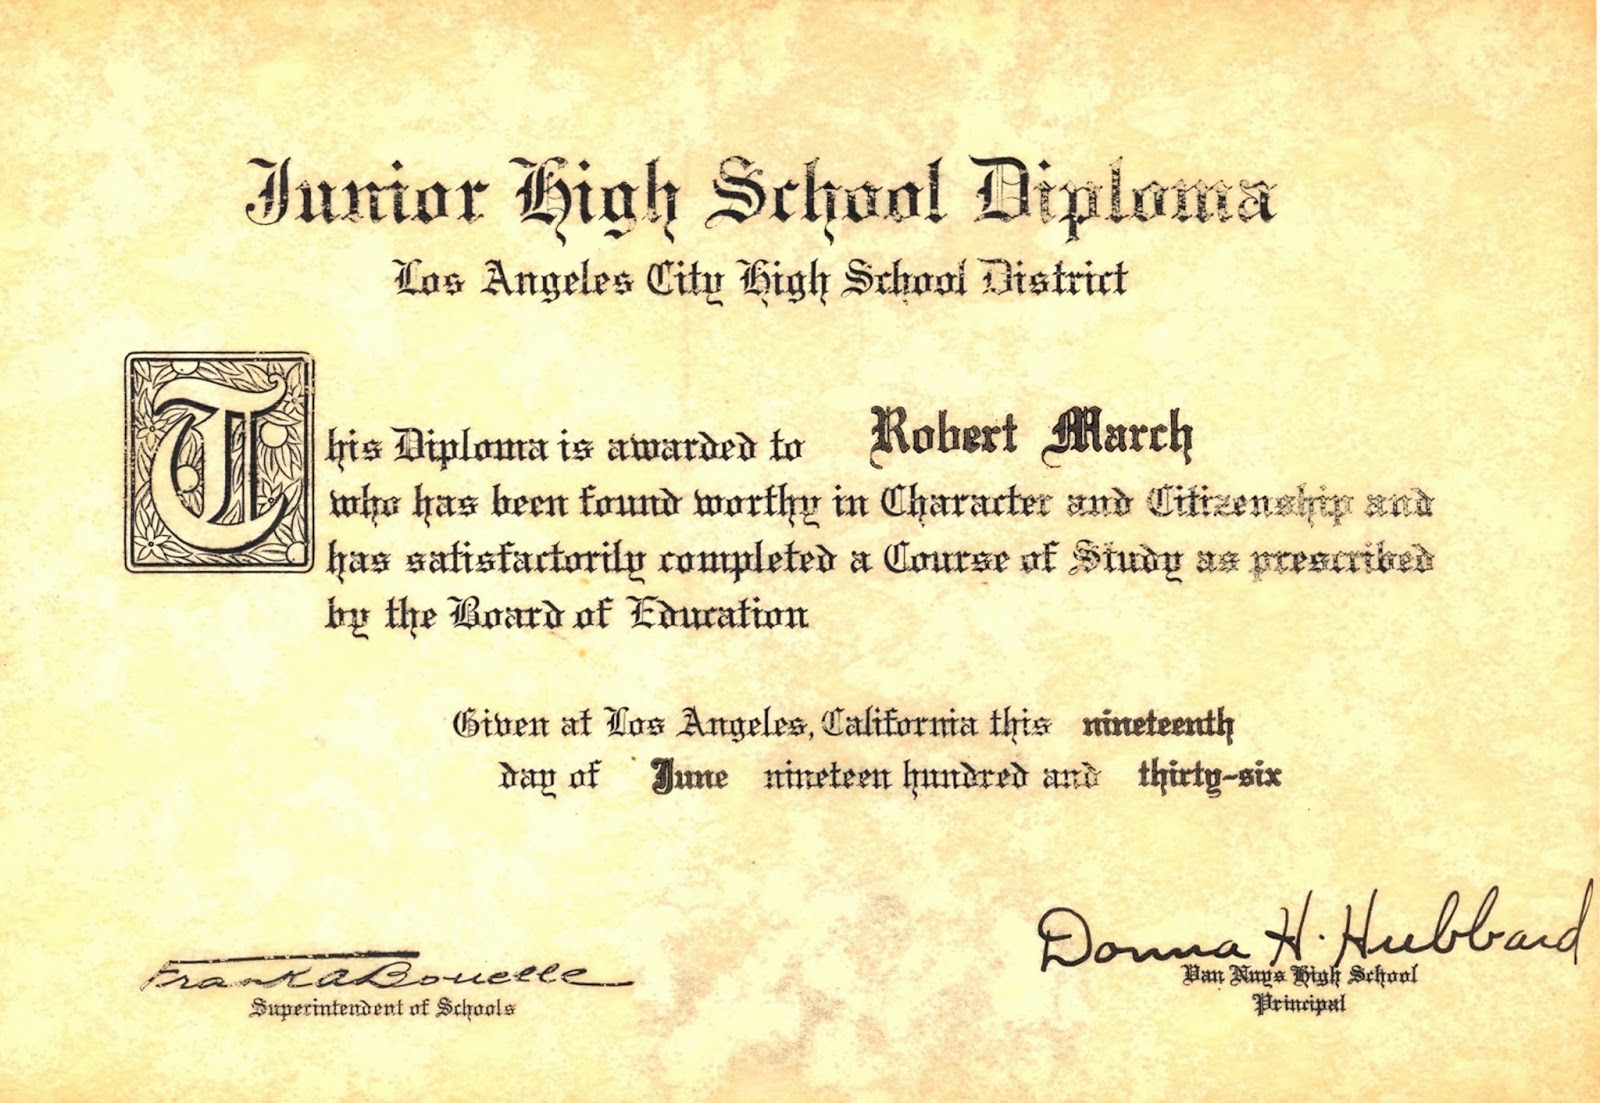 Junior High School Diploma
Los Angeles City High School District
This Diploma is awarded to Robert March
who has been found worthy in Character and Citizenship and
has satisfactorily completed a Course of Study as prescribed
by the Board of Education
Given at Los Angeles, California this nineteenth
day of June nineteen hundred and thirty-six
Frank A Bouelle
Superintendent of Schools
Donna H. Hubbard
Van Nuys High School
Principal